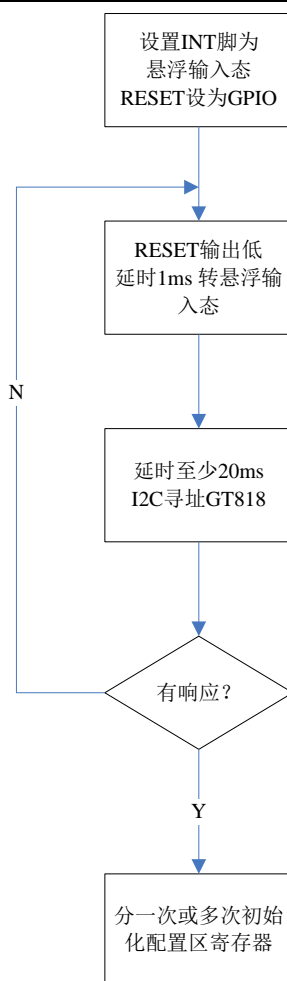 设置INT脚为
悬浮输入态
RESET设为GPIO
RESET输出低
延时1ms 转悬浮输
入态
N
延时至少20ms
I2C寻址GT818
有响应？
Y
分一次或多次初始
化配置区寄存器